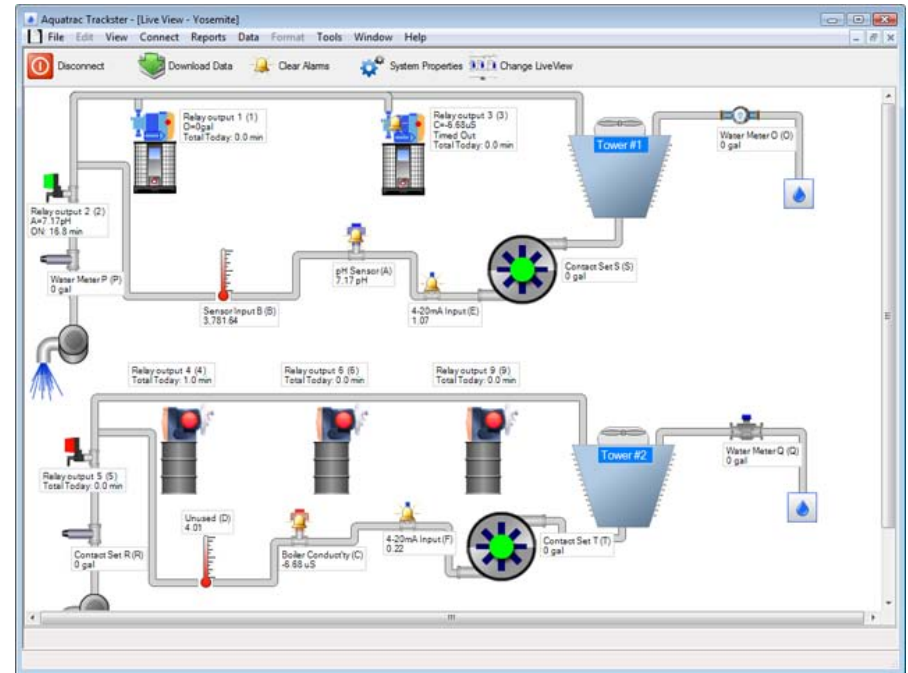 Aquatrac Trackster - [Live View - Yosemite]
File Edit View Connect Reports Data Format Tools Window Help
Disconnect Download Data Clear Alarms System Properties Change LiveView
Relay output 1 (1)
O=0gal
Total Today: 0.0 min
Relay output 3 (3)
C=-6.68uS
Timed Out
Total Today: 0.0 min
Tower #1
Water Meter O (O)
0 gal
Relay output 2 (2)
A=7.17pH
ON: 16.8 min
Water Meter P (P)
0 gal
Sensor Input B (B)
3,781.64
pH Sensor (A)
7.17 pH
4-20mA Input (E)
1.07
Contact Set S (S)
0 gal
Relay output 4 (4)
Total Today: 1.0 min
Relay output 6 (6)
Total Today: 0.0 min
Relay output 9 (9)
Total Today: 0.0 min
Tower #2
Water Meter Q (Q)
0 gal
Relay output 5 (5)
Total Today: 0.0 min
Contact Set R (R)
0 gal
Unused (D)
4.01
Boiler Conduct'ty (C)
-6.68 uS
4-20mA Input (F)
0.22
Contact Set T (T)
0 gal